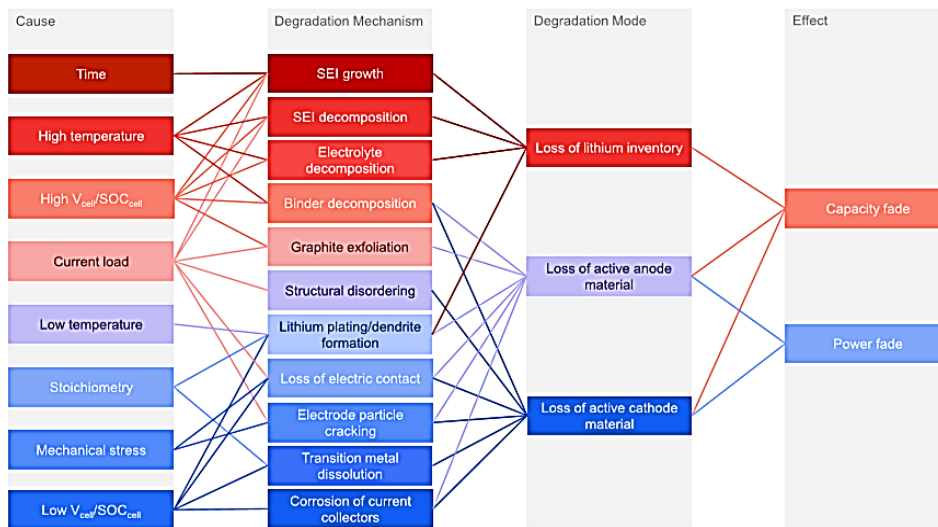 Cause
Degradation Mechanism
Degradation Mode
Effect
Time
High temperature
High Vcell/SOCcell
Current load
Low temperature
Stoichiometry
Mechanical stress
Low Vcell/SOCcell
SEI growth
SEI decomposition
Electrolyte
decomposition
Binder decomposition
Graphite exfoliation
Structural disordering
Lithium plating/dendrite
formation
Loss of electric contact
Electrode particle
cracking
Transition metal
dissolution
Corrosion of current
collectors
Loss of lithium inventory
Loss of active anode
material
Loss of active cathode
material
Capacity fade
Power fade